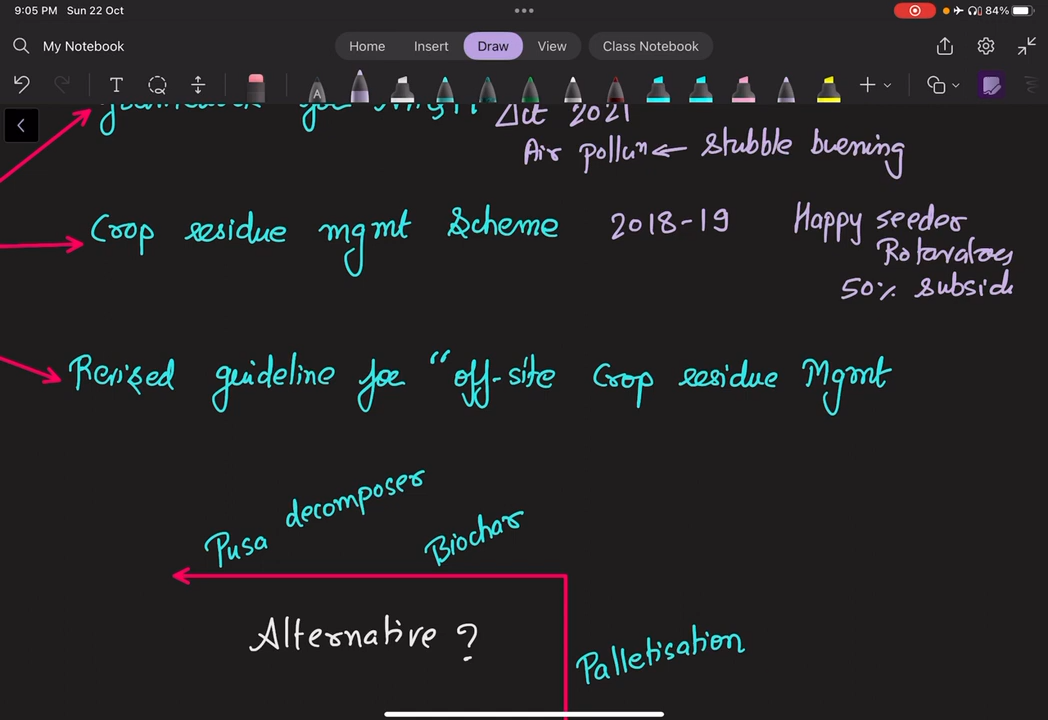 9:05 PM Sun 22 Oct
84%
My Notebook
Home Insert Draw View Class Notebook
T A
Act 2021
Air pollun ← Stubble burning
Crop residue mgmt Scheme 2018-19 Happy seeder
Rotavators
50% subsid
Revised guideline for "off-site Crop residue Mgmt
Pusa decomposer
Biochar
Alternative ?
Palletisation